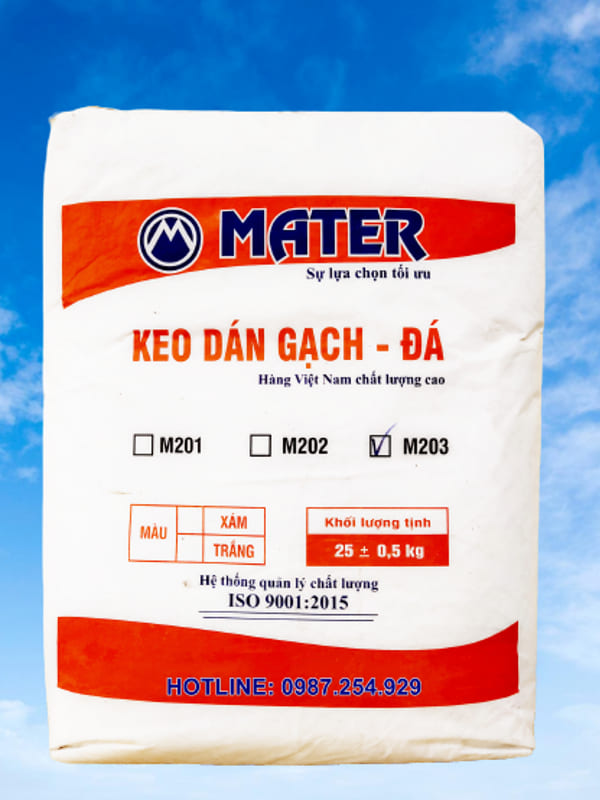 MATER
Sự lựa chọn tối ưu
KEO DÁN GẠCH - ĐÁ
Hàng Việt Nam chất lượng cao
M201 M202 M203
MÀU
XÁM
TRẮNG
Khối lượng tịnh
25 ± 0,5 kg
Hệ thống quản lý chất lượng
ISO 9001:2015
HOTLINE: 0987.254.929